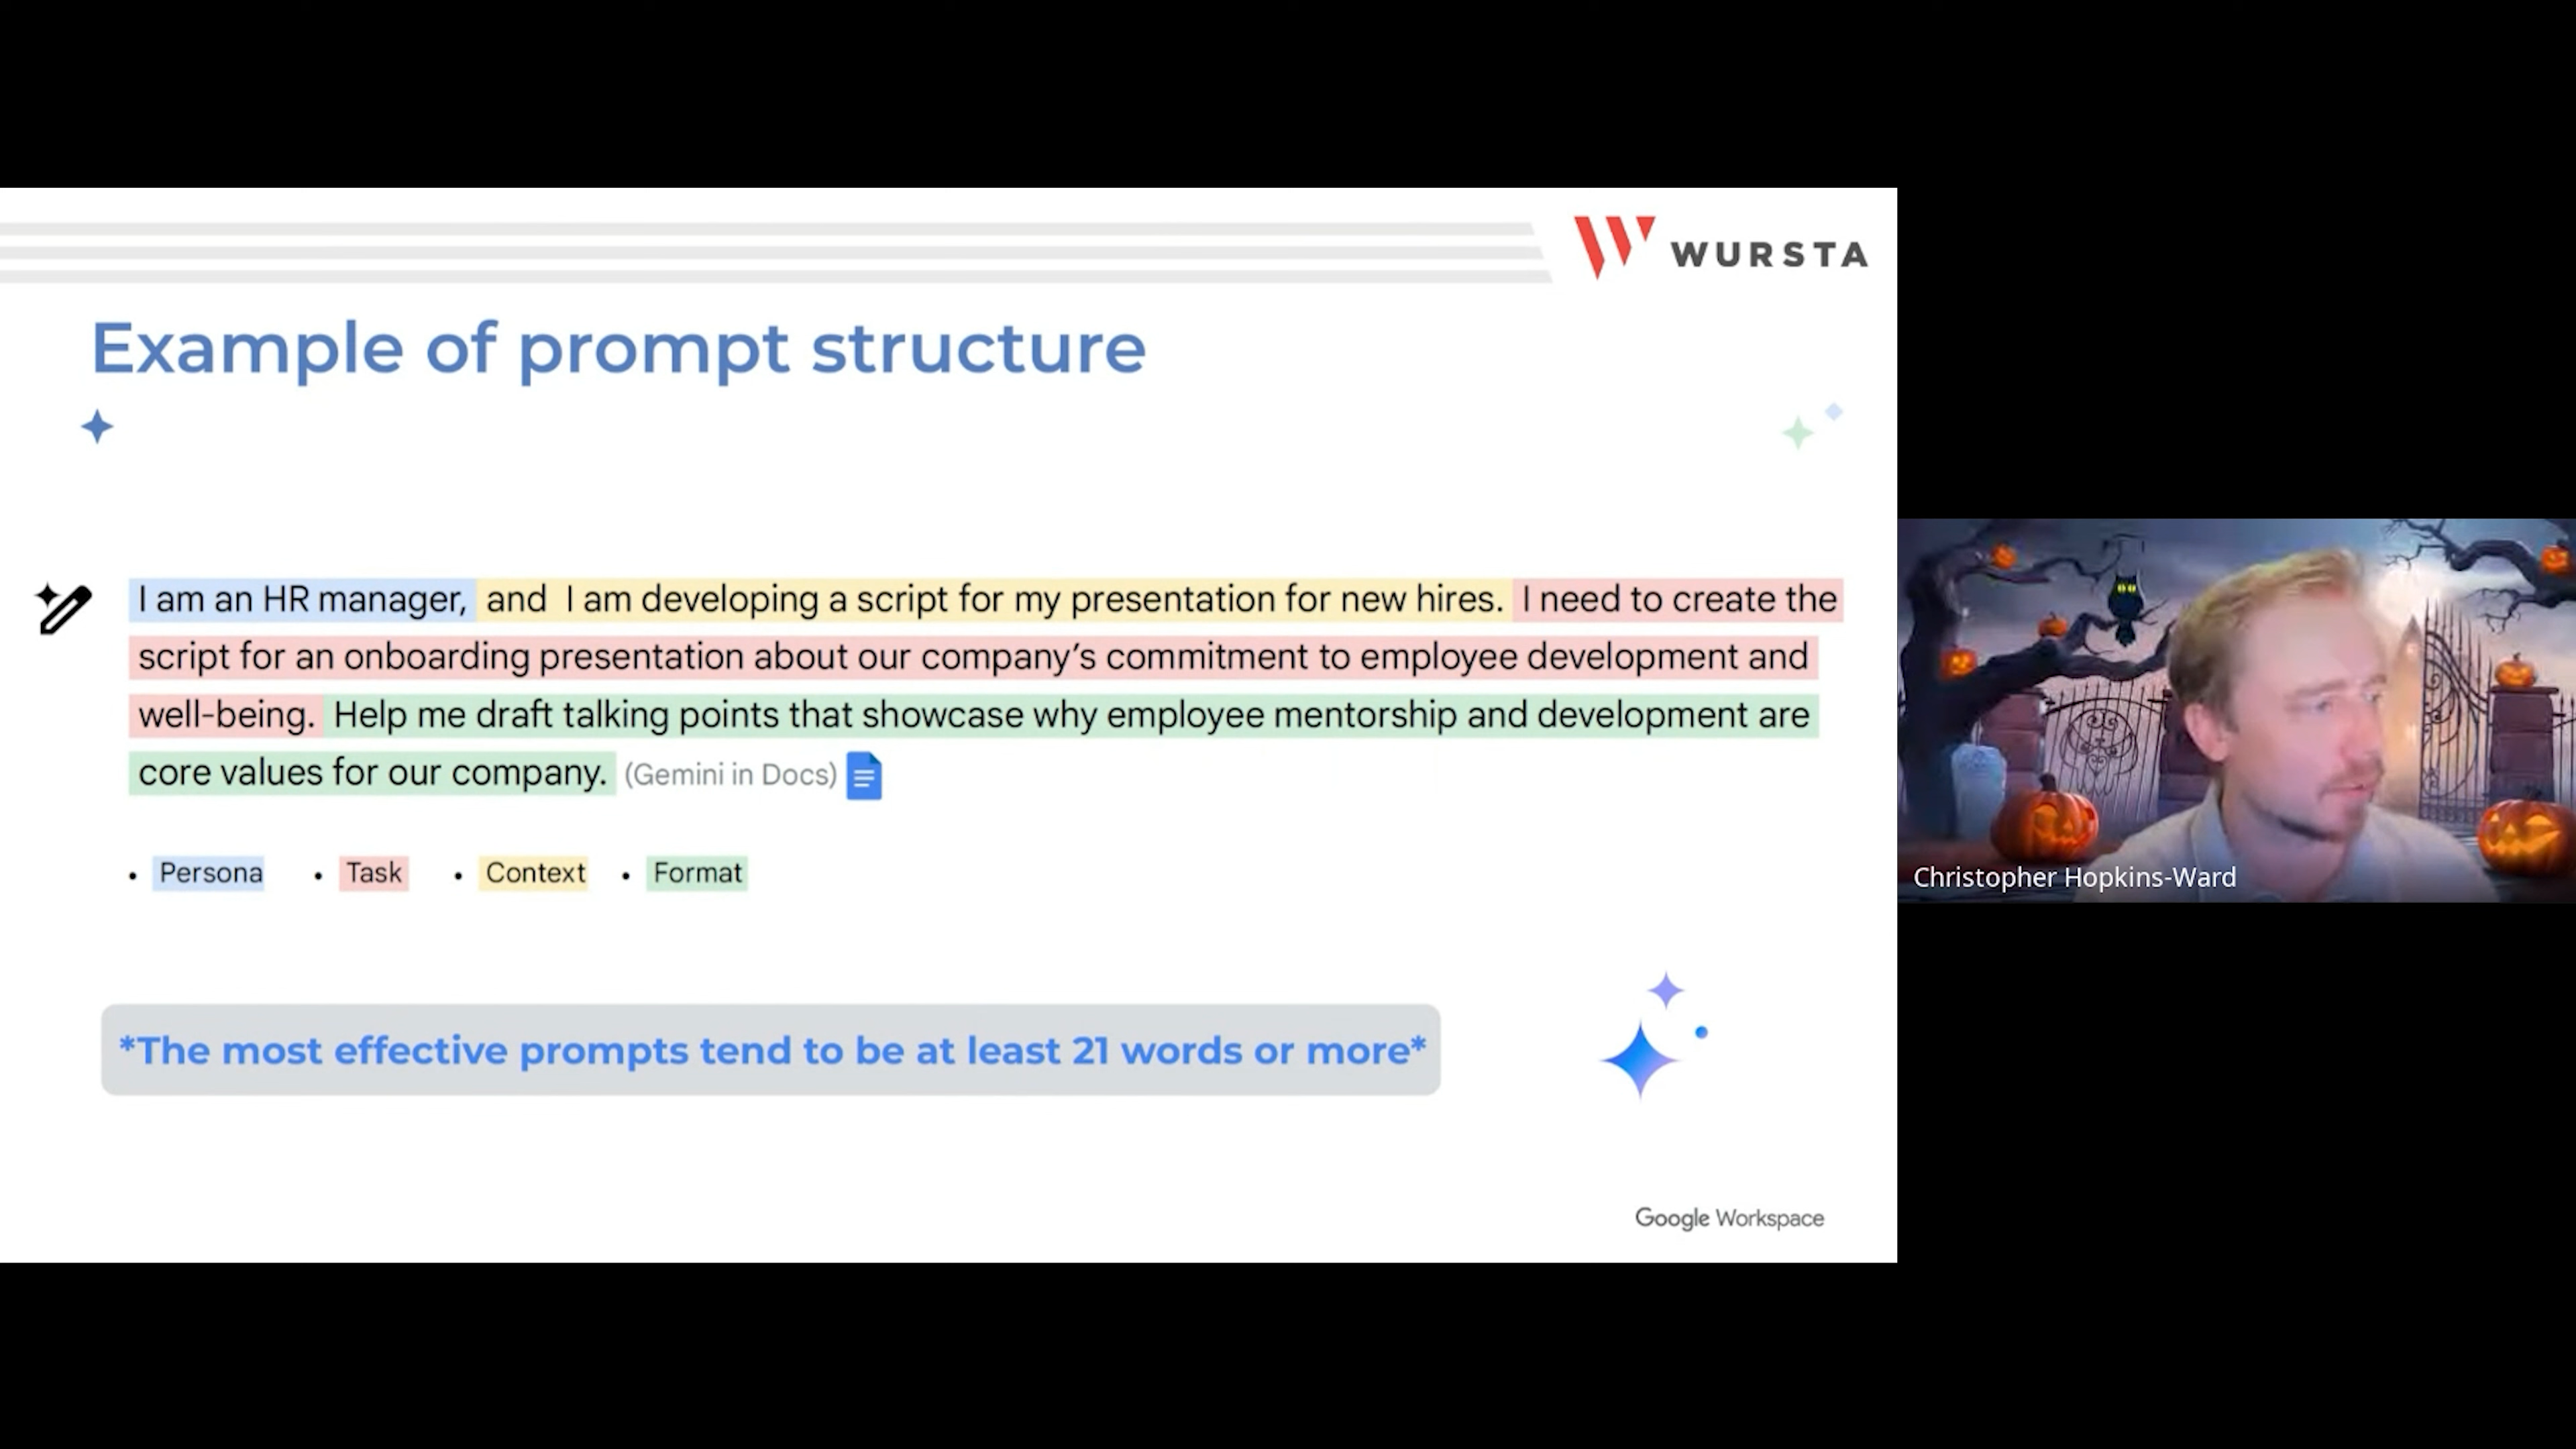 WURSTA
Example of prompt structure
I am an HR manager, and I am developing a script for my presentation for new hires. I need to create the
script for an onboarding presentation about our company’s commitment to employee development and
well-being. Help me draft talking points that showcase why employee mentorship and development are
core values for our company. (Gemini in Docs)
• Persona • Task • Context • Format
*The most effective prompts tend to be at least 21 words or more*
Google Workspace
Christopher Hopkins-Ward